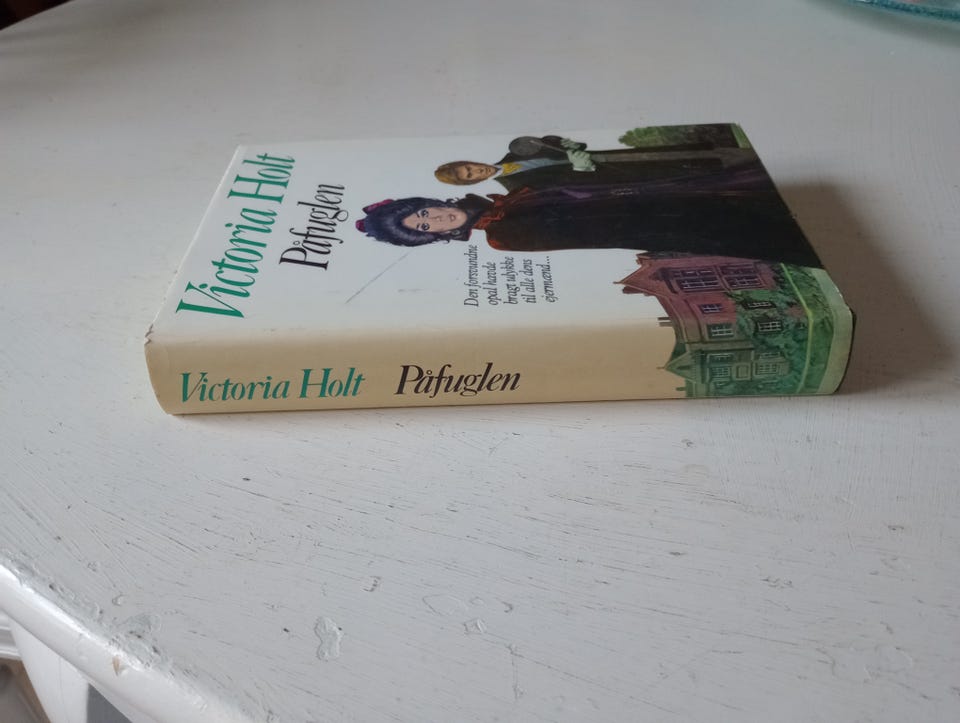 Victoria Holt
Påfuglen
Den forsvundne
opal havde
bragt ulykke
til alle dens
ejermænd...
Victoria Holt Påfuglen